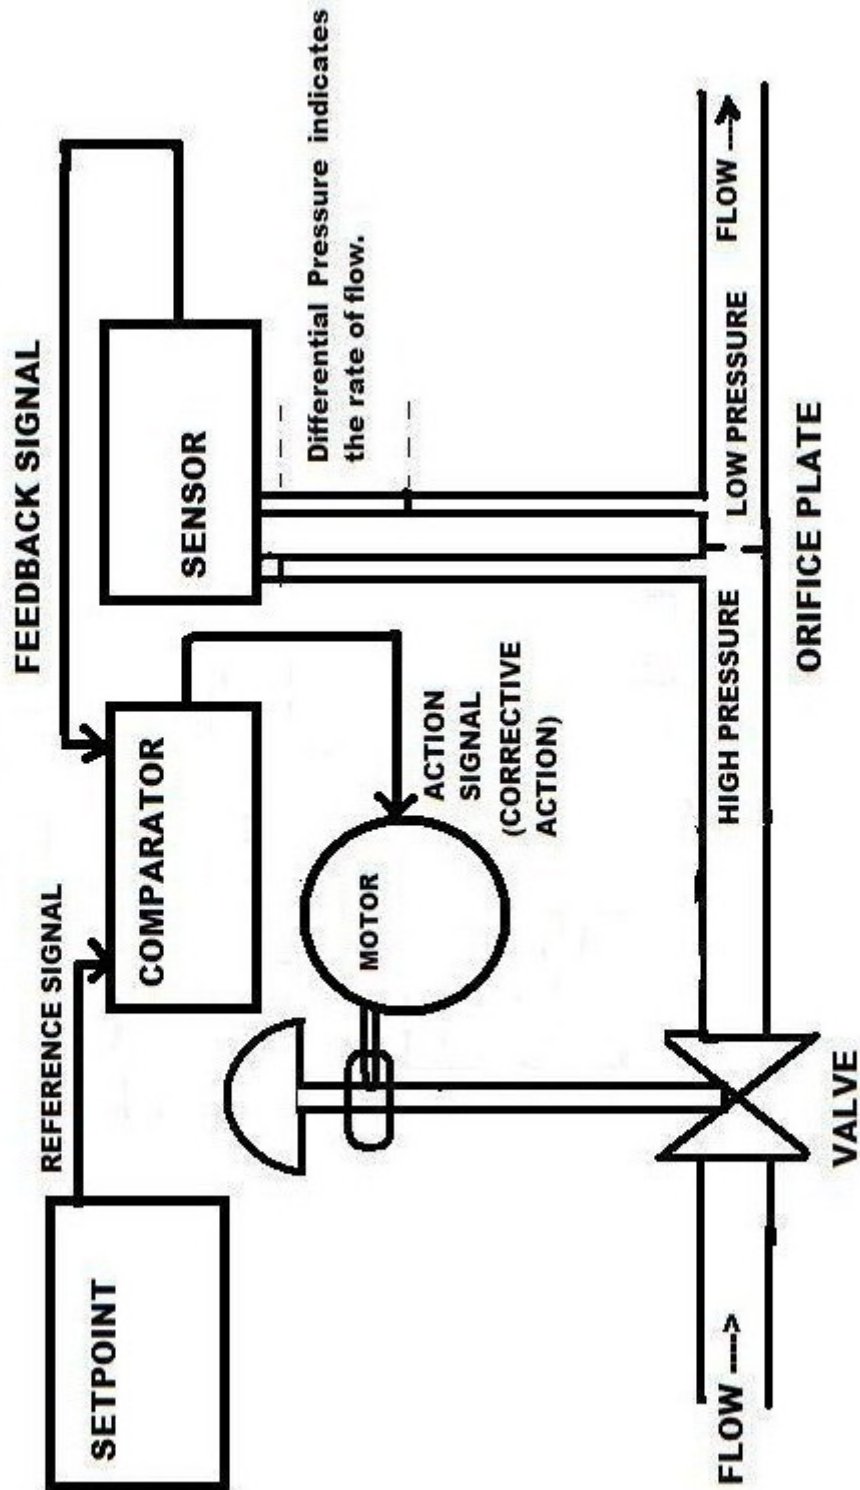 FEEDBACK SIGNAL
REFERENCE SIGNAL
SETPOINT
COMPARATOR
SENSOR
Differential Pressure indicates
the rate of flow.
MOTOR
ACTION
SIGNAL
(CORRECTIVE
ACTION)
FLOW ---->
HIGH PRESSURE
LOW PRESSURE
FLOW ---->
VALVE
ORIFICE PLATE